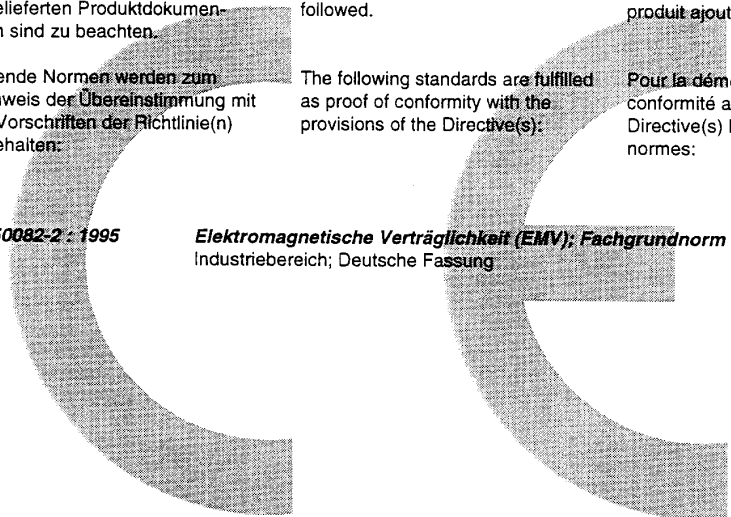 elieferten Produktdokumen-
sind zu beachten.
ende Normen werden zum
weis der Übereinstimmung mit
Vorschriften der Richtlinie(n)
ehalten:
followed.
The following standards are fulfilled
as proof of conformity with the
provisions of the Directive(s):
produit ajout
Pour la dém
conformité a
Directive(s)
normes:
50082-2 : 1995 Elektromagnetische Verträglichkeit (EMV); Fachgrundnorm
Industriebereich; Deutsche Fassung
CE